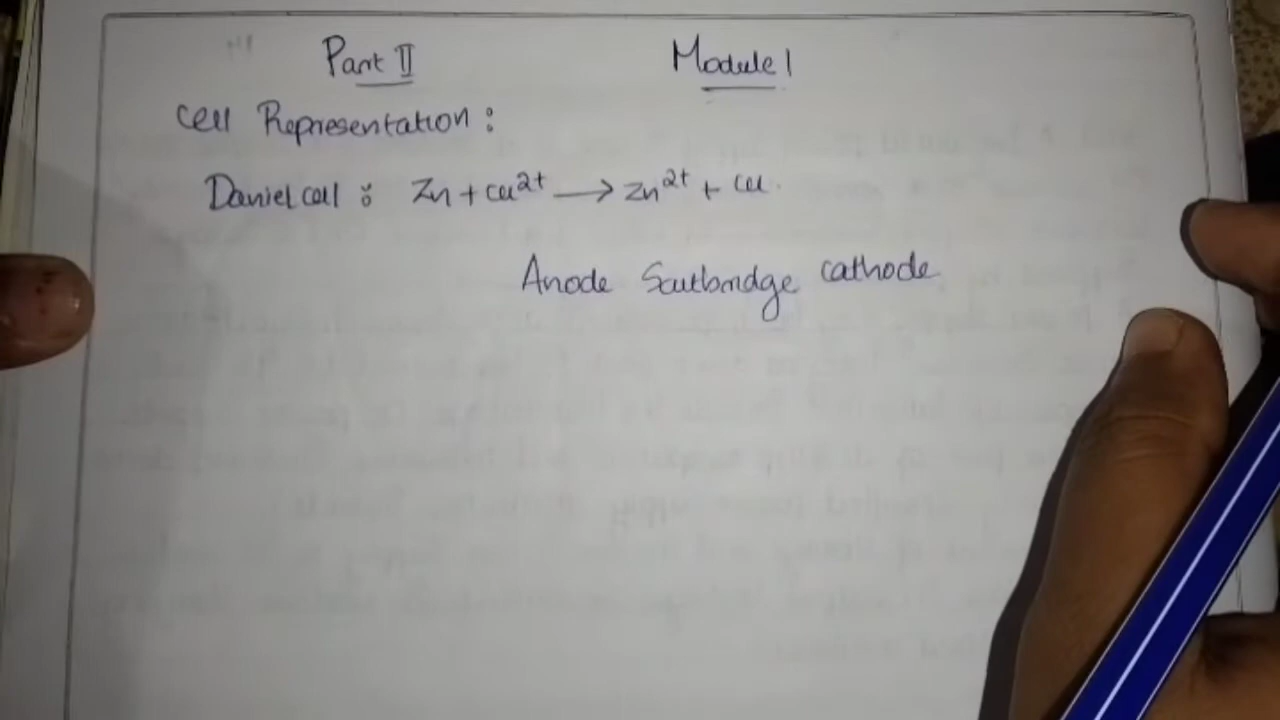 Part II Module 1
Cell Representation :
Daniel cell : Zn + Cu2+ → Zn2+ + Cu.
Anode Saltbridge cathode